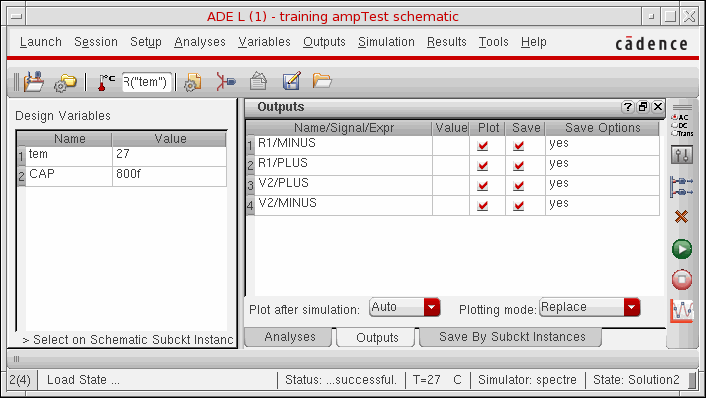 ADE L (1) - training ampTest schematic
Launch Session Setup Analyses Variables Outputs Simulation Results Tools Help cādence
°C R("tem")
Design Variables
Name Value
1 tem 27
2 CAP 800f
> Select on Schematic Subckt Instanc
Outputs ?
Name/Signal/Expr Value Plot Save Save Options
1 R1/MINUS yes
2 R1/PLUS yes
3 V2/PLUS yes
4 V2/MINUS yes
Plot after simulation: Auto Plotting mode: Replace
Analyses Outputs Save By Subckt Instances
AC
DC
Trans
2(4) Load State ... Status: ...successful. T=27 C Simulator: spectre State: Solution2